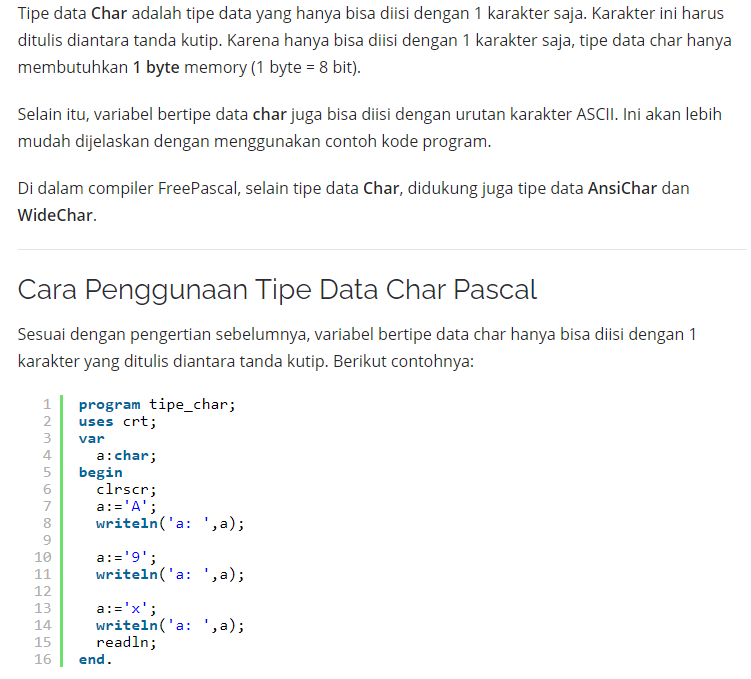 Tipe data Char adalah tipe data yang hanya bisa diisi dengan 1 karakter saja. Karakter ini harus
ditulis diantara tanda kutip. Karena hanya bisa diisi dengan 1 karakter saja, tipe data char hanya
membutuhkan 1 byte memory (1 byte = 8 bit).
Selain itu, variabel bertipe data char juga bisa diisi dengan urutan karakter ASCII. Ini akan lebih
mudah dijelaskan dengan menggunakan contoh kode program.
Di dalam compiler FreePascal, selain tipe data Char, didukung juga tipe data AnsiChar dan
WideChar.
Cara Penggunaan Tipe Data Char Pascal
Sesuai dengan pengertian sebelumnya, variabel bertipe data char hanya bisa diisi dengan 1
karakter yang ditulis diantara tanda kutip. Berikut contohnya:
1 program tipe_char;
2 uses crt;
3 var
4   a:char;
5 begin
6   clrscr;
7   a:='A';
8   writeln('a: ',a);
9
10   a:='9';
11   writeln('a: ',a);
12
13   a:='x';
14   writeln('a: ',a);
15   readln;
16 end.